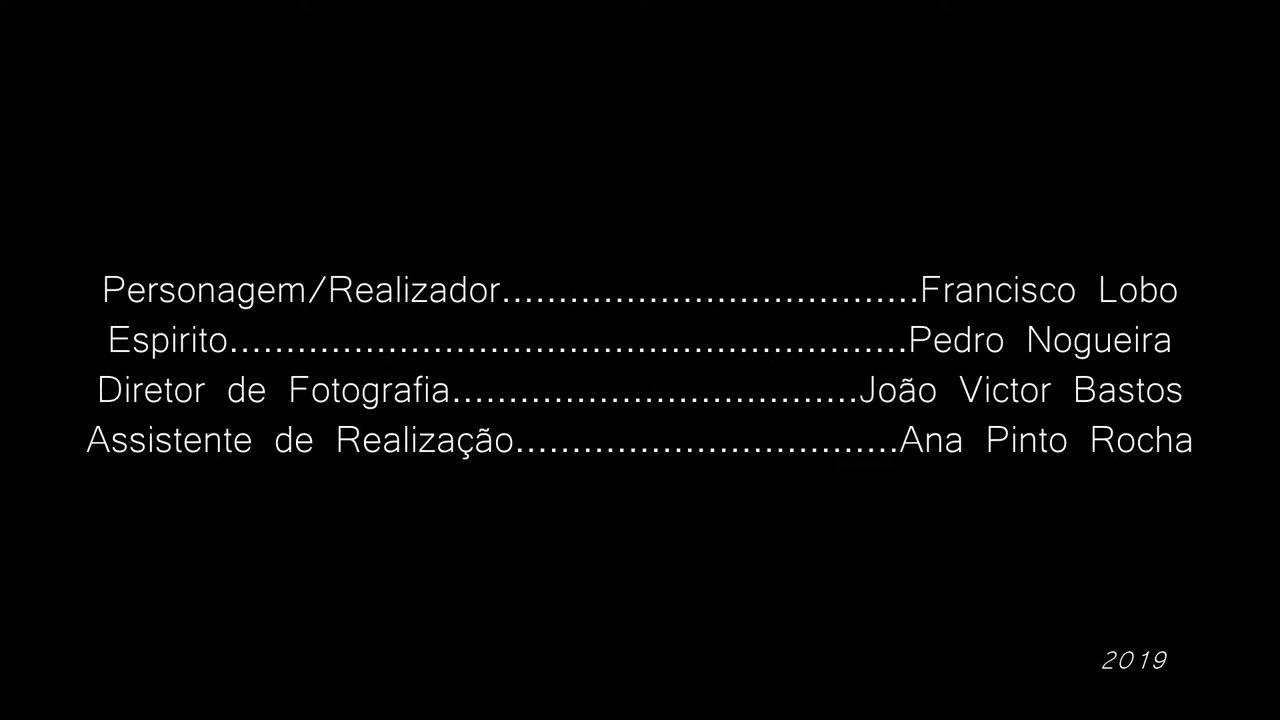 Personagem/Realizador.....................................Francisco Lobo
Espirito............................................................Pedro Nogueira
Diretor de Fotografia....................................João Victor Bastos
Assistente de Realização..................................Ana Pinto Rocha
2019